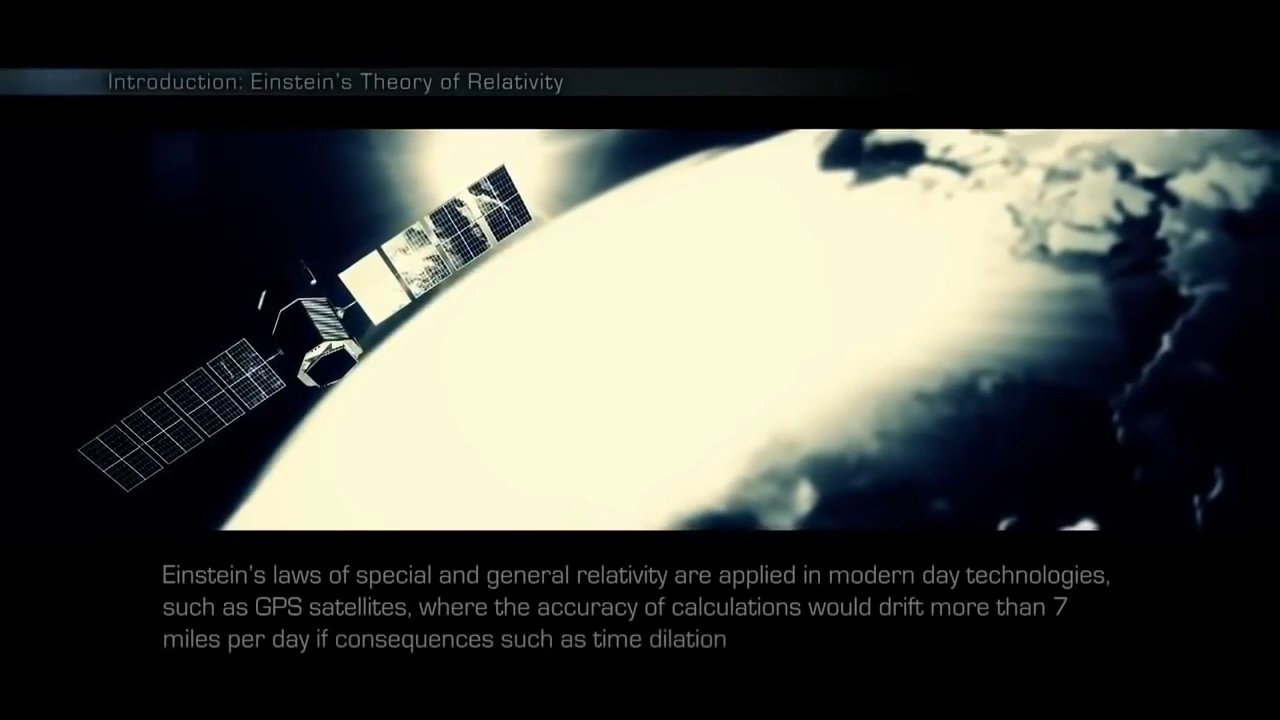 Introduction: Einstein's Theory of Relativity
Einstein's laws of special and general relativity are applied in modern day technologies,
such as GPS satellites, where the accuracy of calculations would drift more than 7
miles per day if consequences such as time dilation